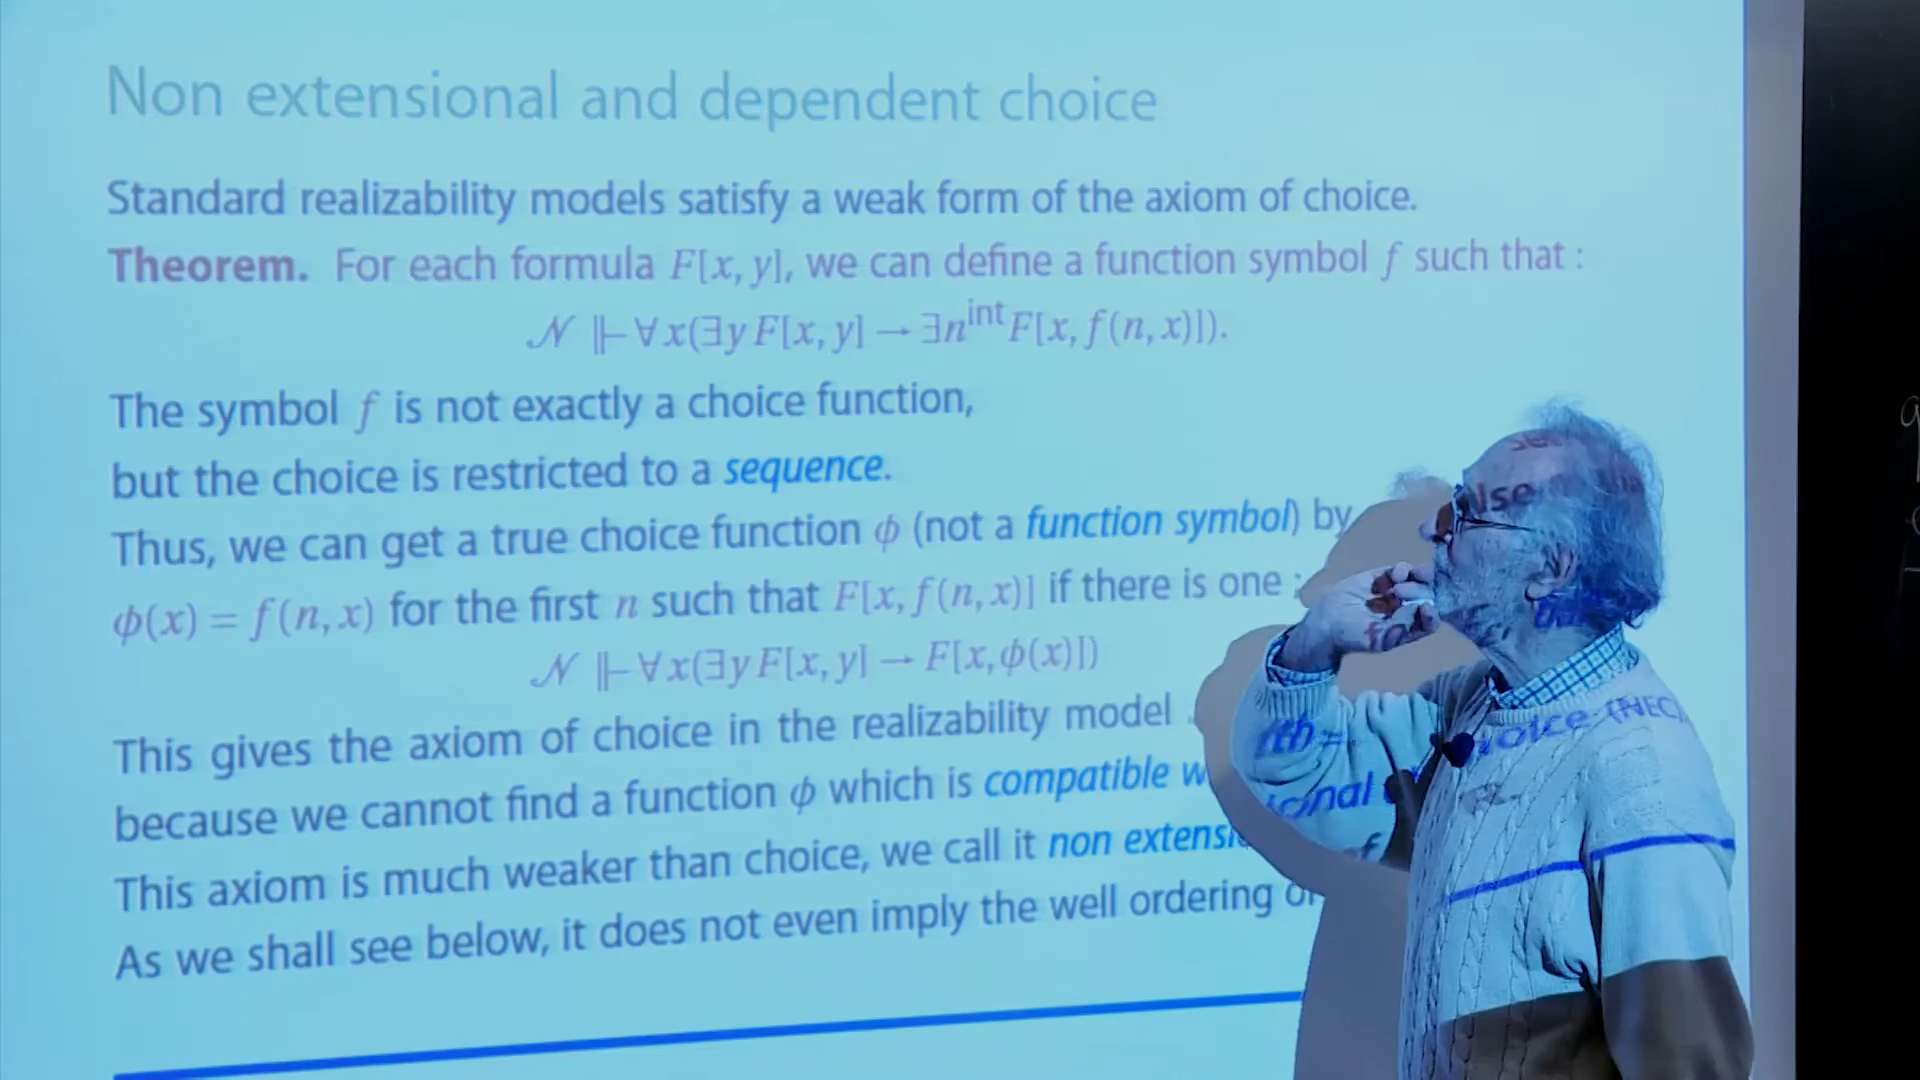 Non extensional and dependent choice
Standard realizability models satisfy a weak form of the axiom of choice.
Theorem. For each formula F[x, y], we can define a function symbol f such that :
𝒩 ⊩ ∀x(∃y F[x, y] → ∃n^int F[x, f(n, x)]).
The symbol f is not exactly a choice function,
but the choice is restricted to a sequence.
Thus, we can get a true choice function ϕ (not a function symbol) by
ϕ(x) = f(n, x) for the first n such that F[x, f(n, x)] if there is one :
𝒩 ⊩ ∀x(∃y F[x, y] → F[x, ϕ(x)])
This gives the axiom of choice in the realizability model
because we cannot find a function ϕ which is compatible
This axiom is much weaker than choice, we call it non (NEC)
As we shall see below, it does not even imply the well ordering